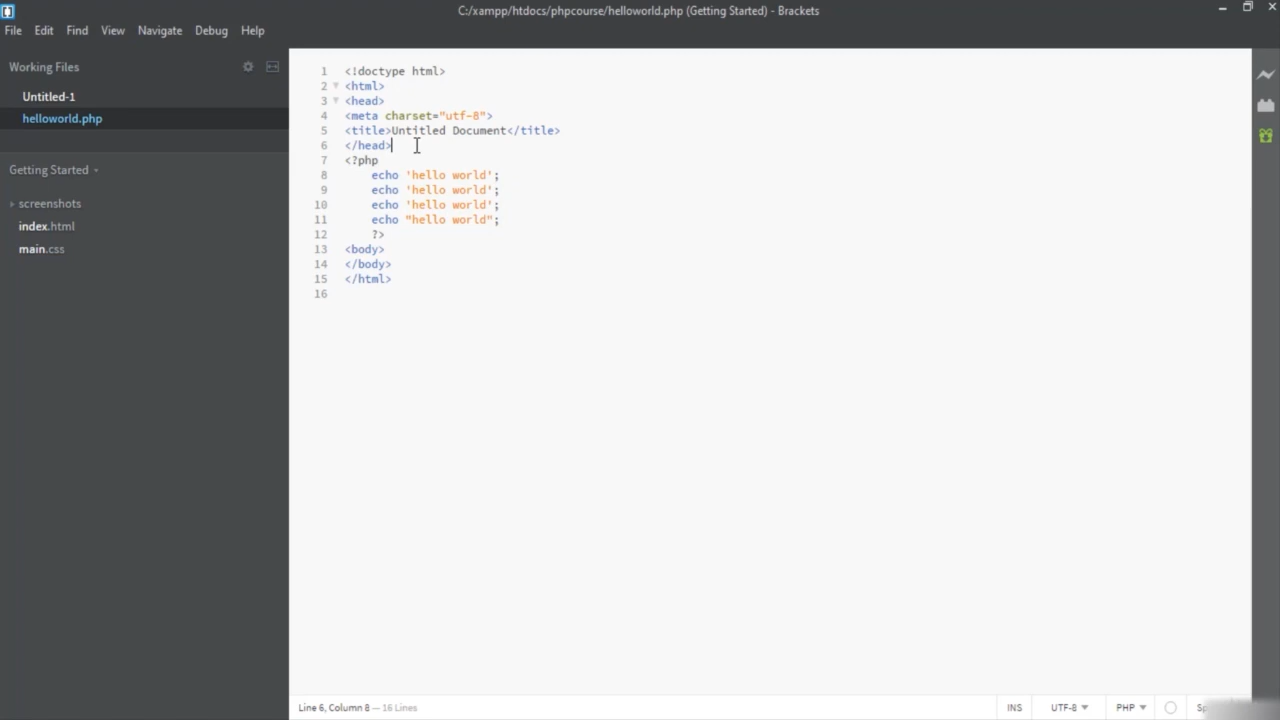 C:/xampp/htdocs/phpcourse/helloworld.php (Getting Started) - Brackets
File Edit Find View Navigate Debug Help
Working Files
Untitled-1
helloworld.php
Getting Started
screenshots
index.html
main.css
1 <!doctype html>
2 <html>
3 <head>
4 <meta charset="utf-8">
5 <title>Untitled Document</title>
6 </head>
7 <?php
8 echo 'hello world';
9 echo 'hello world';
10 echo 'hello world';
11 echo "hello world";
12 ?>
13 <body>
14 </body>
15 </html>
16
Line 6, Column 8 — 16 Lines
INS UTF-8 PHP